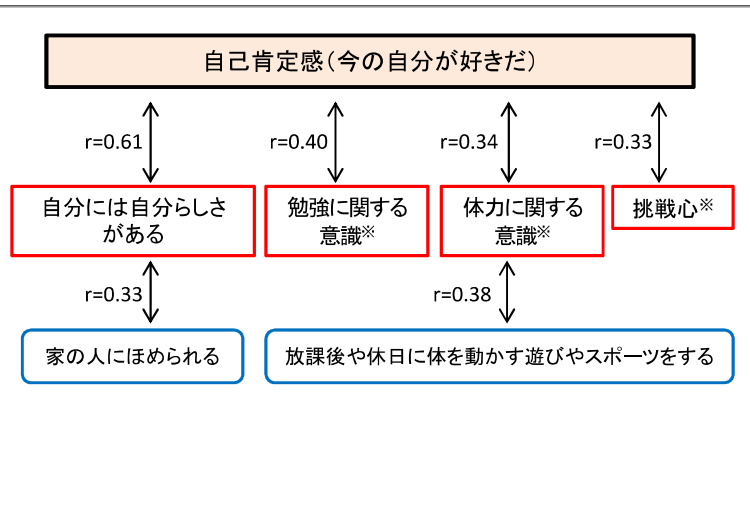 自己肯定感（今の自分が好きだ）
r=0.61
r=0.40
r=0.34
r=0.33
自分には自分らしさ
がある
勉強に関する
意識※
体力に関する
意識※
挑戦心※
r=0.33
r=0.38
家の人にほめられる
放課後や休日に体を動かす遊びやスポーツをする